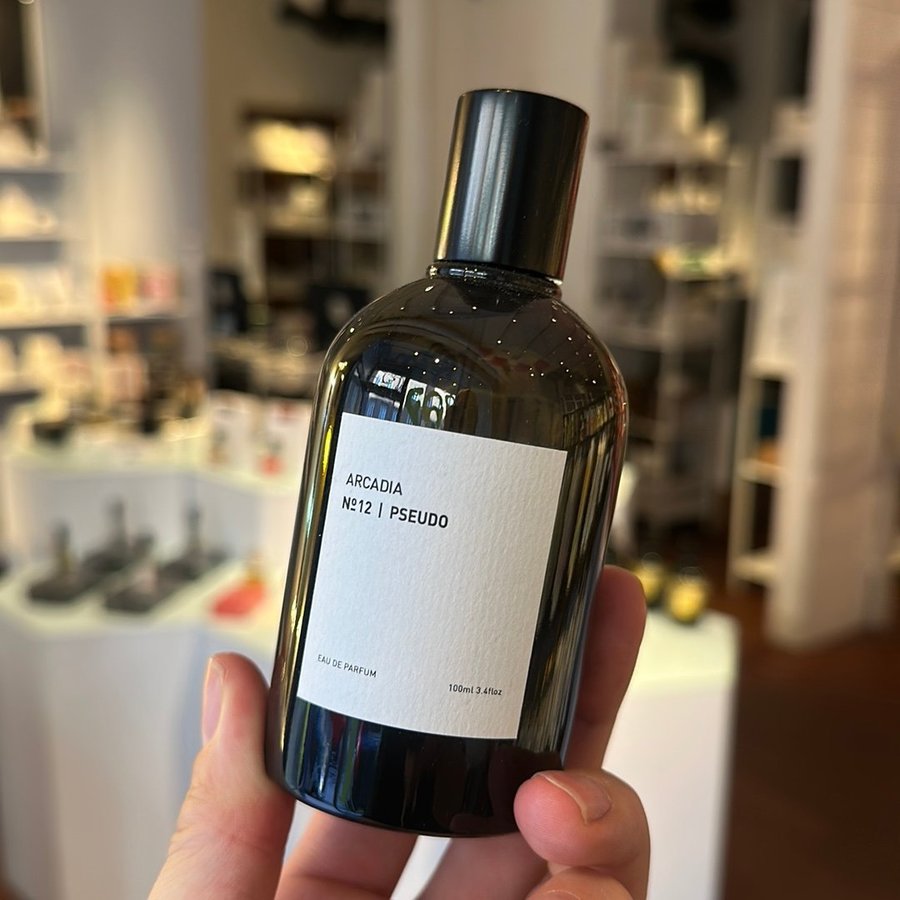 ARCADIA
Nº12 | PSEUDO
EAU DE PARFUM
100ml 3.4floz